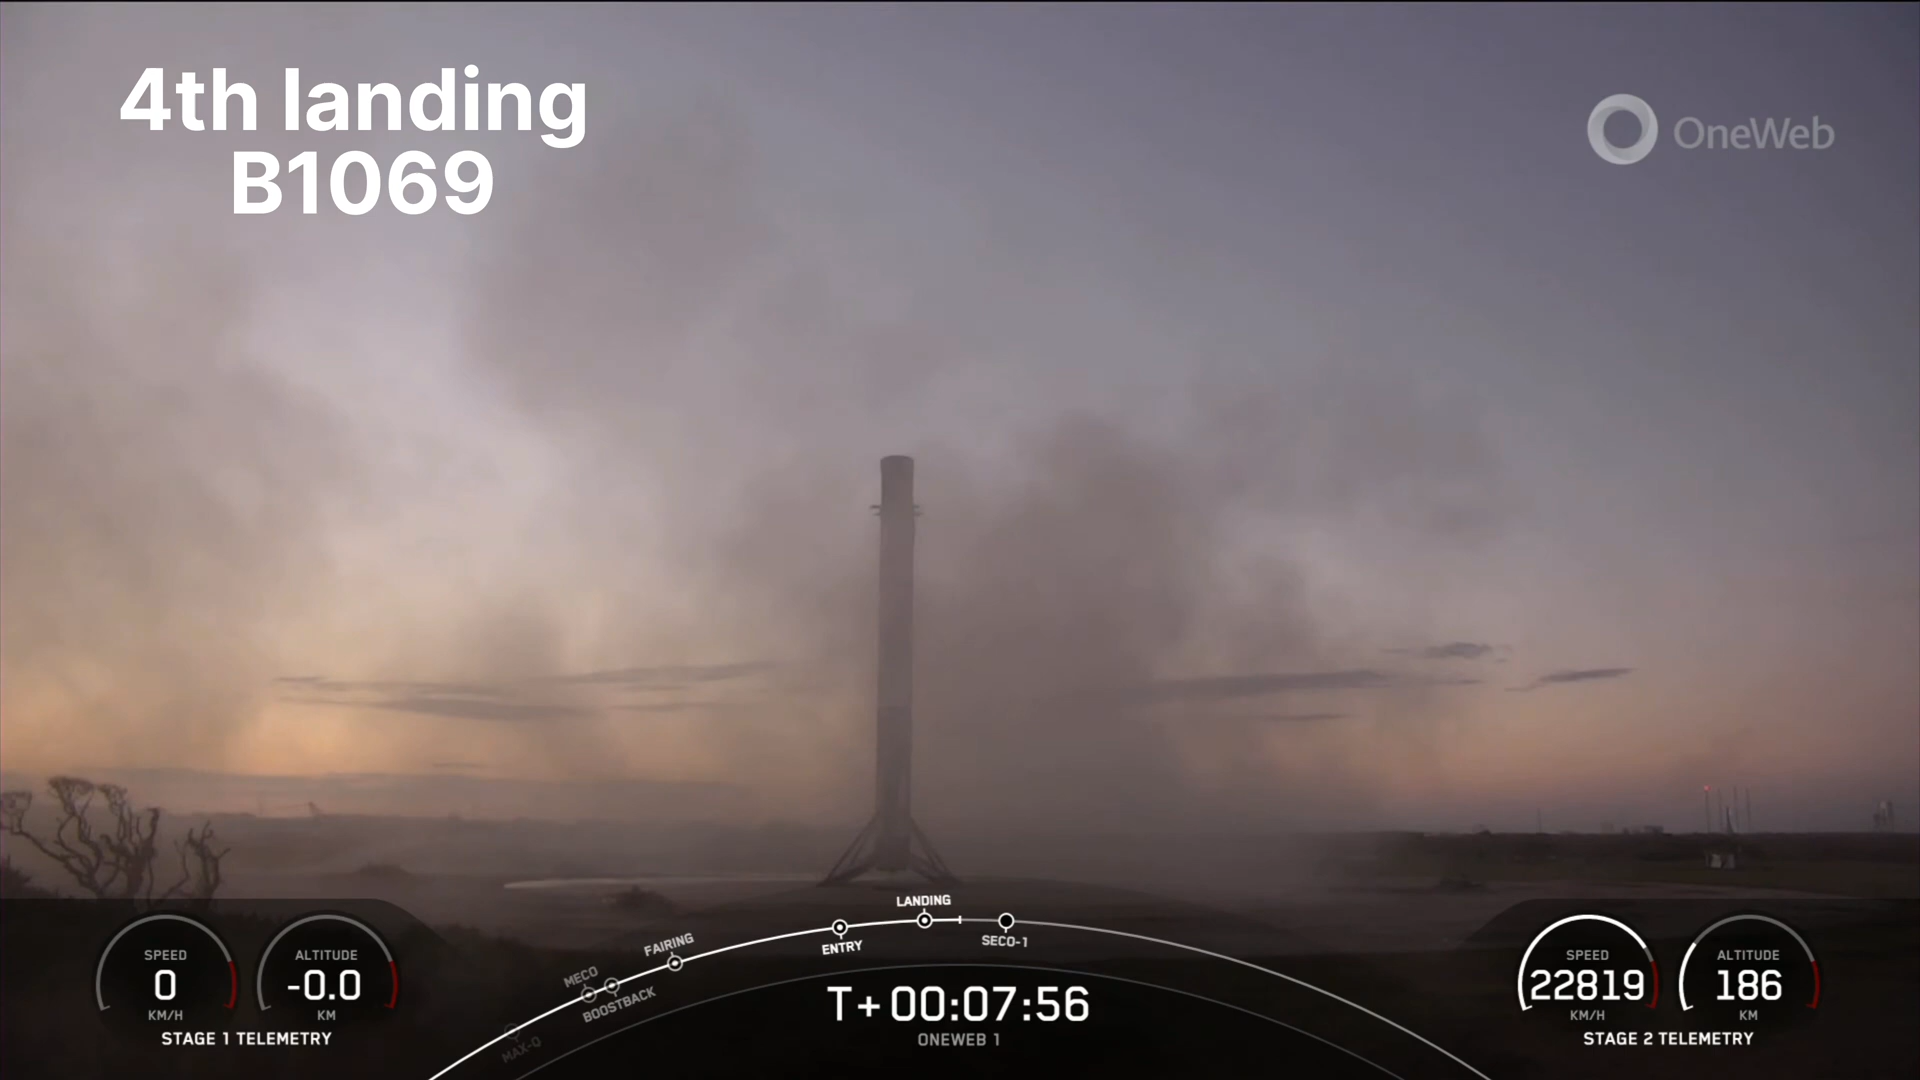 4th landing
B1069
OneWeb
LANDING
ENTRY
SECO-1
FAIRING
MECO
BOOSTBACK
MAX-Q
SPEED
0
KM/H
ALTITUDE
-0.0
KM
STAGE 1 TELEMETRY
T+00:07:56
ONEWEB 1
SPEED
22819
KM/H
ALTITUDE
186
KM
STAGE 2 TELEMETRY